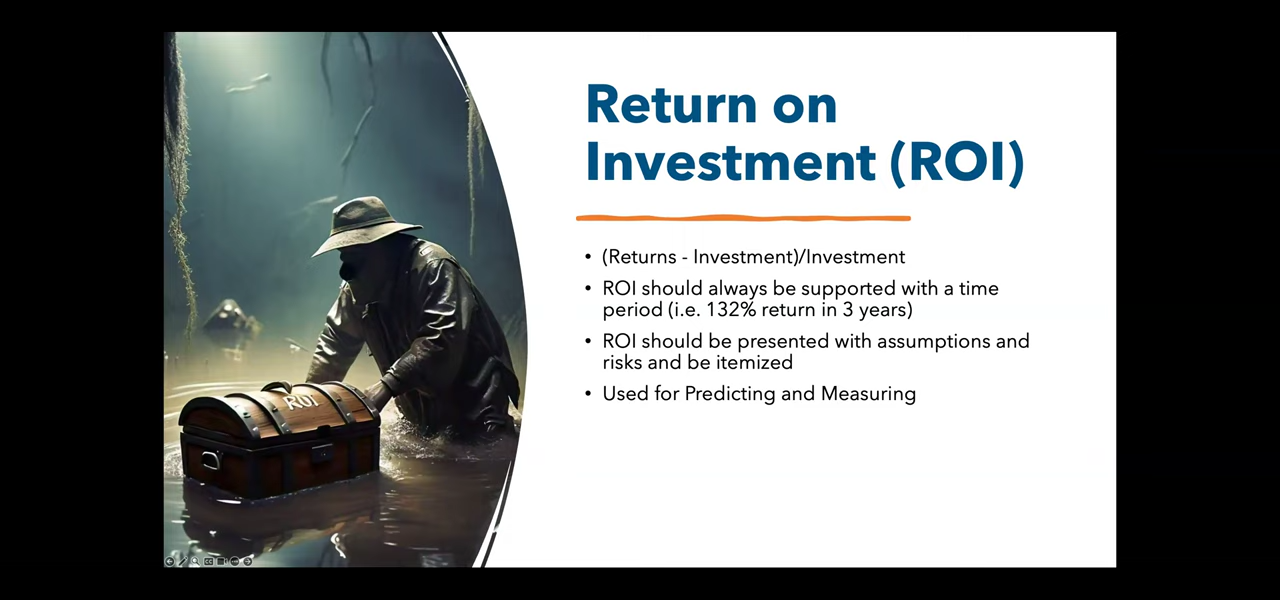 Return on
Investment (ROI)
• (Returns - Investment)/Investment
• ROI should always be supported with a time
period (i.e. 132% return in 3 years)
• ROI should be presented with assumptions and
risks and be itemized
• Used for Predicting and Measuring
ROI